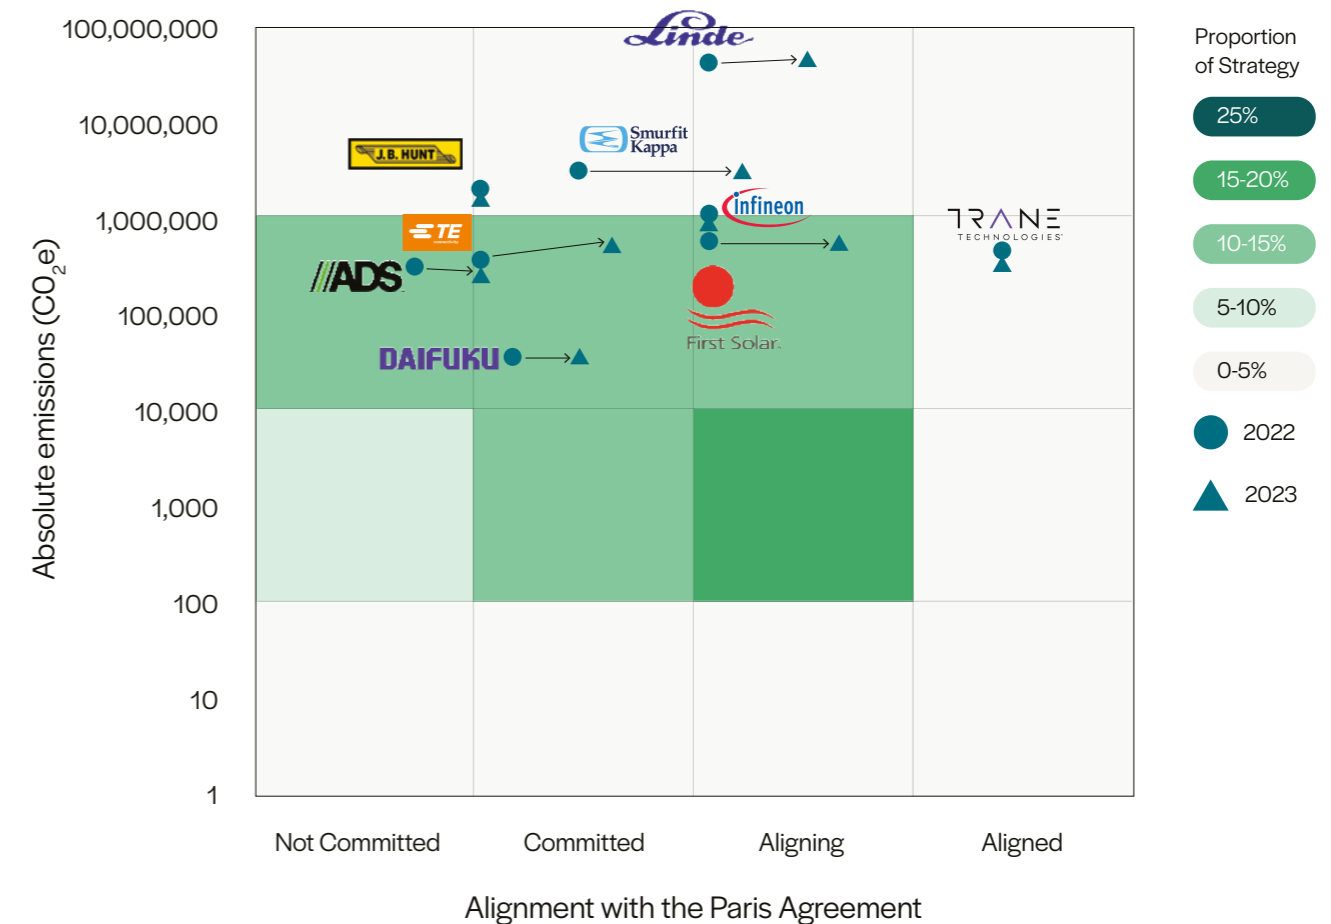 Proportion
of Strategy
25%
15-20%
10-15%
5-10%
0-5%
2022
2023
Absolute emissions (CO₂e)
100,000,000
10,000,000
1,000,000
100,000
10,000
1,000
100
10
1
Linde
J.B. HUNT
Smurfit
Kappa
infineon
TRANE
TECHNOLOGIES
TE
connectivity
ADS
First Solar.
DAIFUKU
Not Committed
Committed
Aligning
Aligned
Alignment with the Paris Agreement